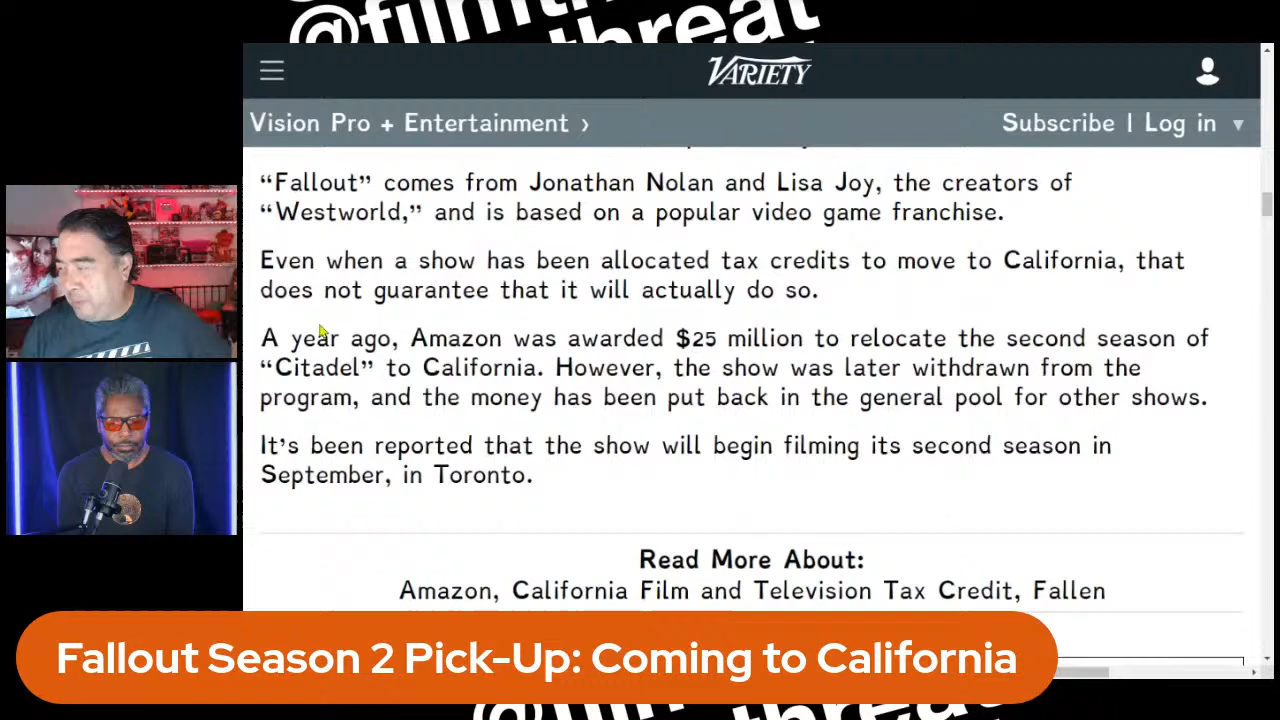 @filmth
threat
VARIETY
Vision Pro + Entertainment ›
Subscribe | Log in ▼
“Fallout” comes from Jonathan Nolan and Lisa Joy, the creators of
“Westworld,” and is based on a popular video game franchise.
Even when a show has been allocated tax credits to move to California, that
does not guarantee that it will actually do so.
A year ago, Amazon was awarded $25 million to relocate the second season of
“Citadel” to California. However, the show was later withdrawn from the
program, and the money has been put back in the general pool for other shows.
It’s been reported that the show will begin filming its second season in
September, in Toronto.
Read More About:
Amazon, California Film and Television Tax Credit, Fallen
Fallout Season 2 Pick-Up: Coming to California